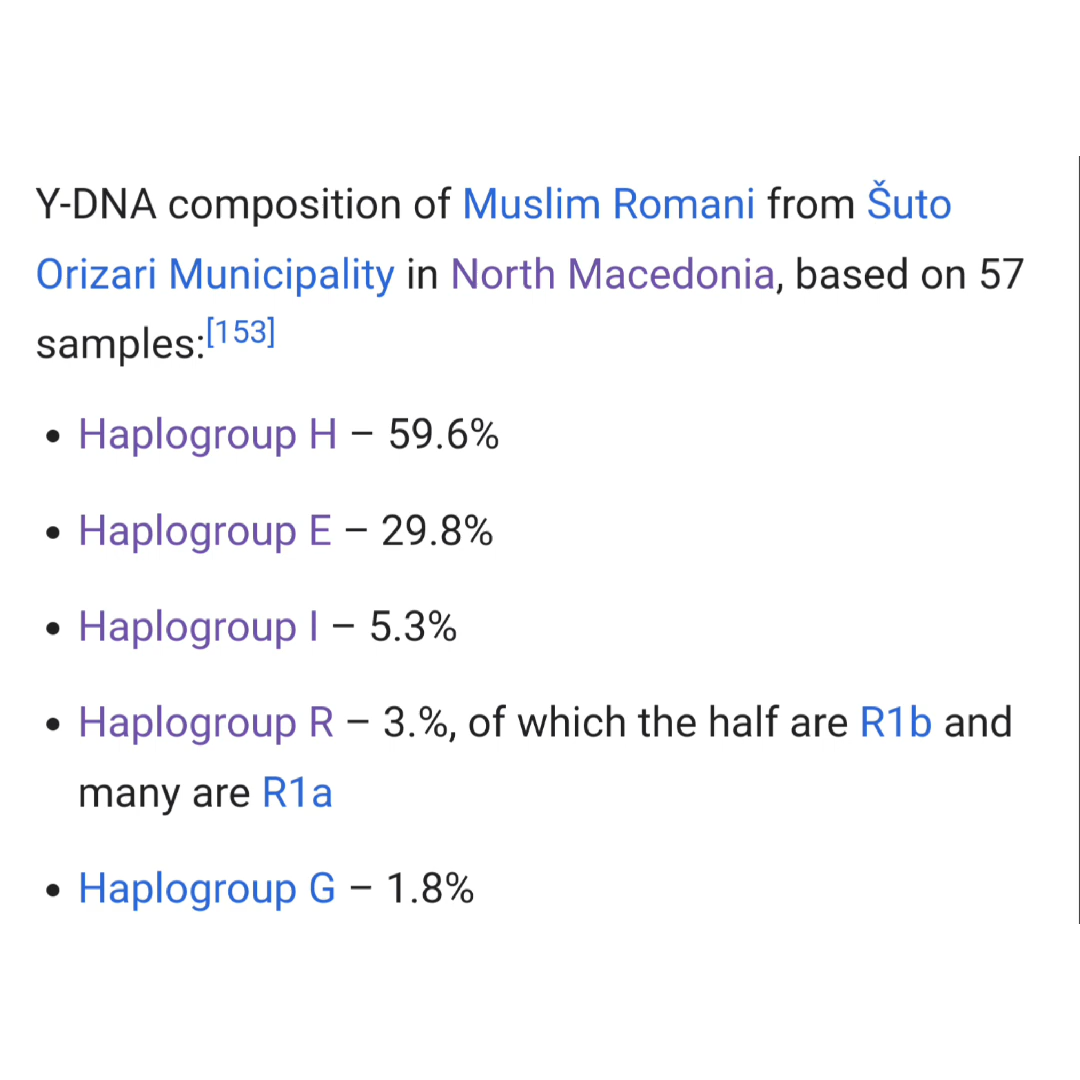 Y-DNA composition of Muslim Romani from Šuto
Orizari Municipality in North Macedonia, based on 57
samples:[153]
• Haplogroup H – 59.6%
• Haplogroup E – 29.8%
• Haplogroup I – 5.3%
• Haplogroup R – 3.%, of which the half are R1b and
many are R1a
• Haplogroup G – 1.8%